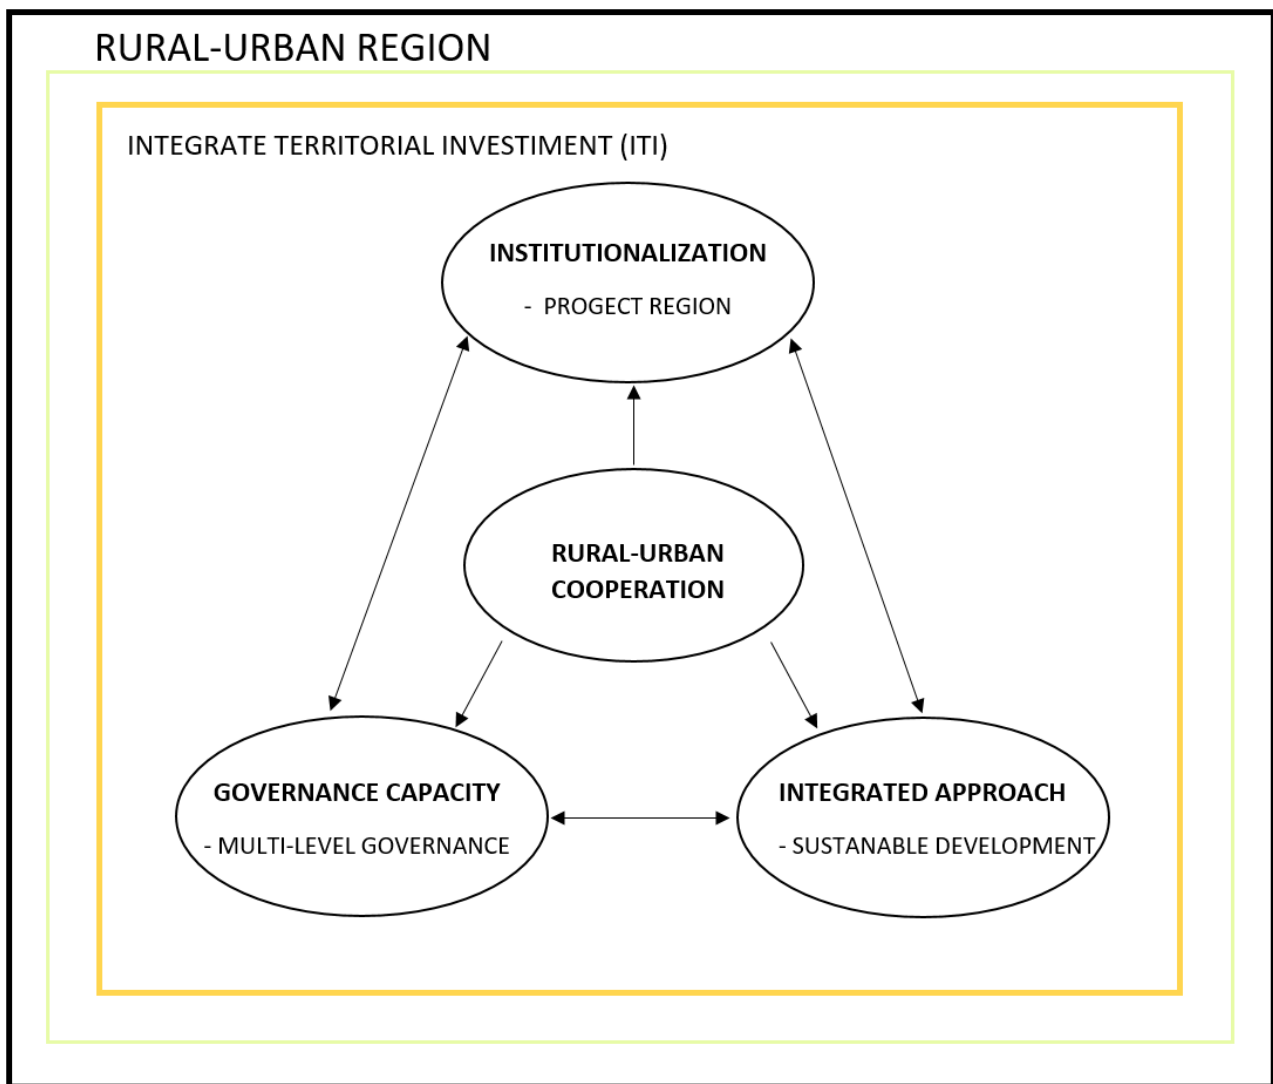 RURAL-URBAN REGION
INTEGRATE TERRITORIAL INVESTIMENT (ITI)
INSTITUTIONALIZATION
- PROGECT REGION
RURAL-URBAN
COOPERATION
GOVERNANCE CAPACITY
- MULTI-LEVEL GOVERNANCE
INTEGRATED APPROACH
- SUSTANABLE DEVELOPMENT